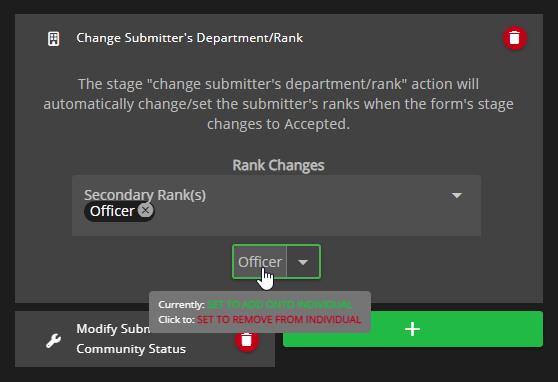 Change Submitter's Department/Rank
The stage "change submitter's department/rank" action will
automatically change/set the submitter's ranks when the form's stage
changes to Accepted.
Rank Changes
Secondary Rank(s)
Officer
Officer
Currently: SET TO ADD ONTO INDIVIDUAL
Click to: SET TO REMOVE FROM INDIVIDUAL
Modify Subm
Community Status
+